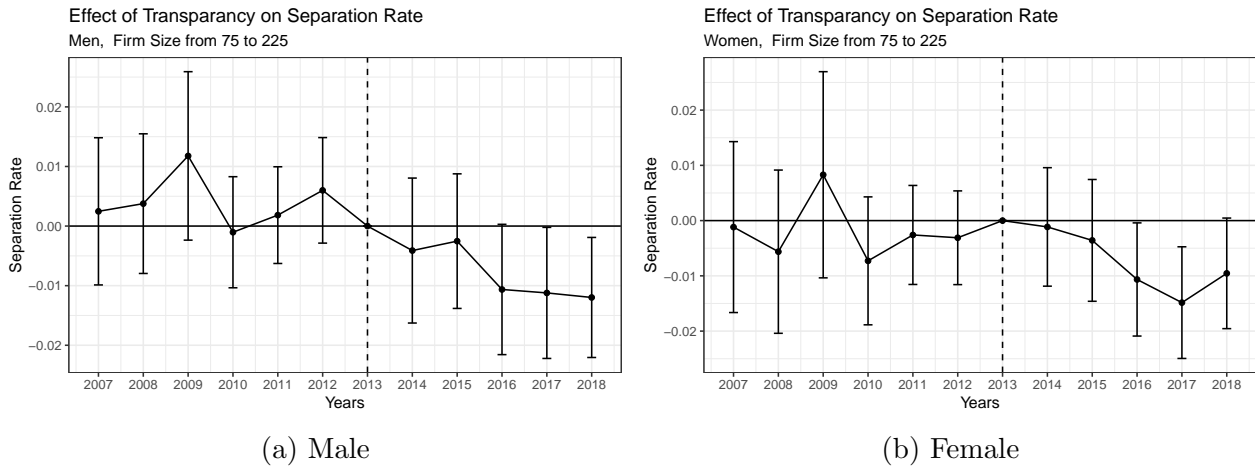 Effect of Transparancy on Separation Rate
Men,  Firm Size from 75 to 225
Separation Rate
0.02
0.01
0.00
−0.01
−0.02
2007 2008 2009 2010 2011 2012 2013 2014 2015 2016 2017 2018
Years
(a) Male
Effect of Transparancy on Separation Rate
Women,  Firm Size from 75 to 225
Separation Rate
0.02
0.01
0.00
−0.01
−0.02
2007 2008 2009 2010 2011 2012 2013 2014 2015 2016 2017 2018
Years
(b) Female